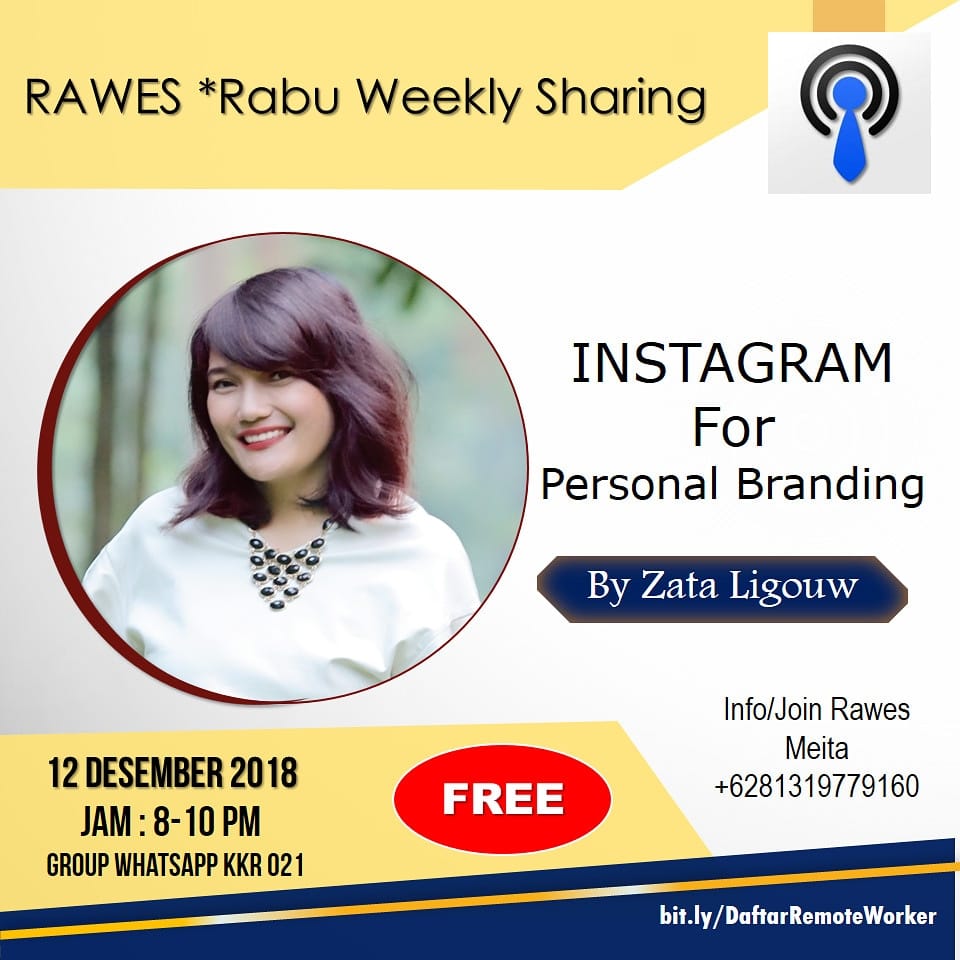 RAWES *Rabu Weekly Sharing
INSTAGRAM
For
Personal Branding
By Zata Ligouw
Info/Join Rawes
Meita
+6281319779160
12 DESEMBER 2018
JAM : 8-10 PM
GROUP WHATSAPP KKR 021
FREE
bit.ly/DaftarRemoteWorker